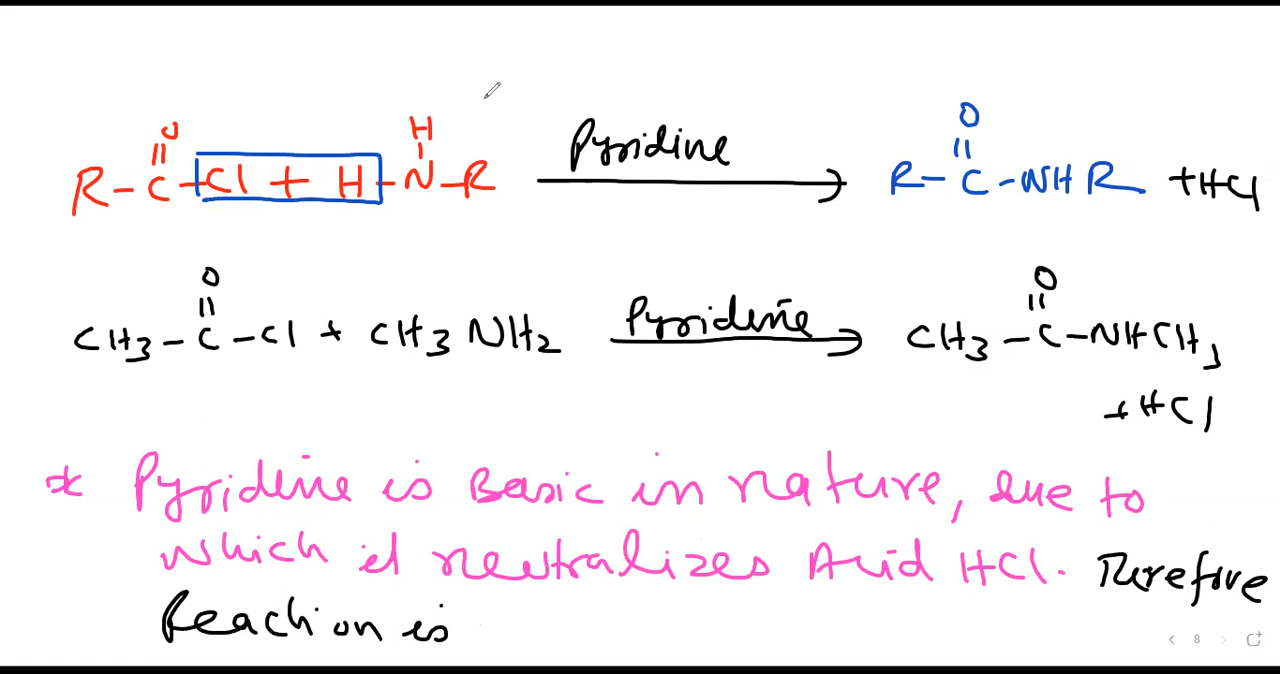 O H O
R-C-Cl + H-N-R Pyridine → R-C-NHR + HCl
O O
CH3-C-Cl + CH3NH2 Pyridine → CH3-C-NHCH3
+ HCl
* Pyridine is Basic in nature, due to
which it neutralizes Acid HCl. Therefore
Reaction is
< 8 >